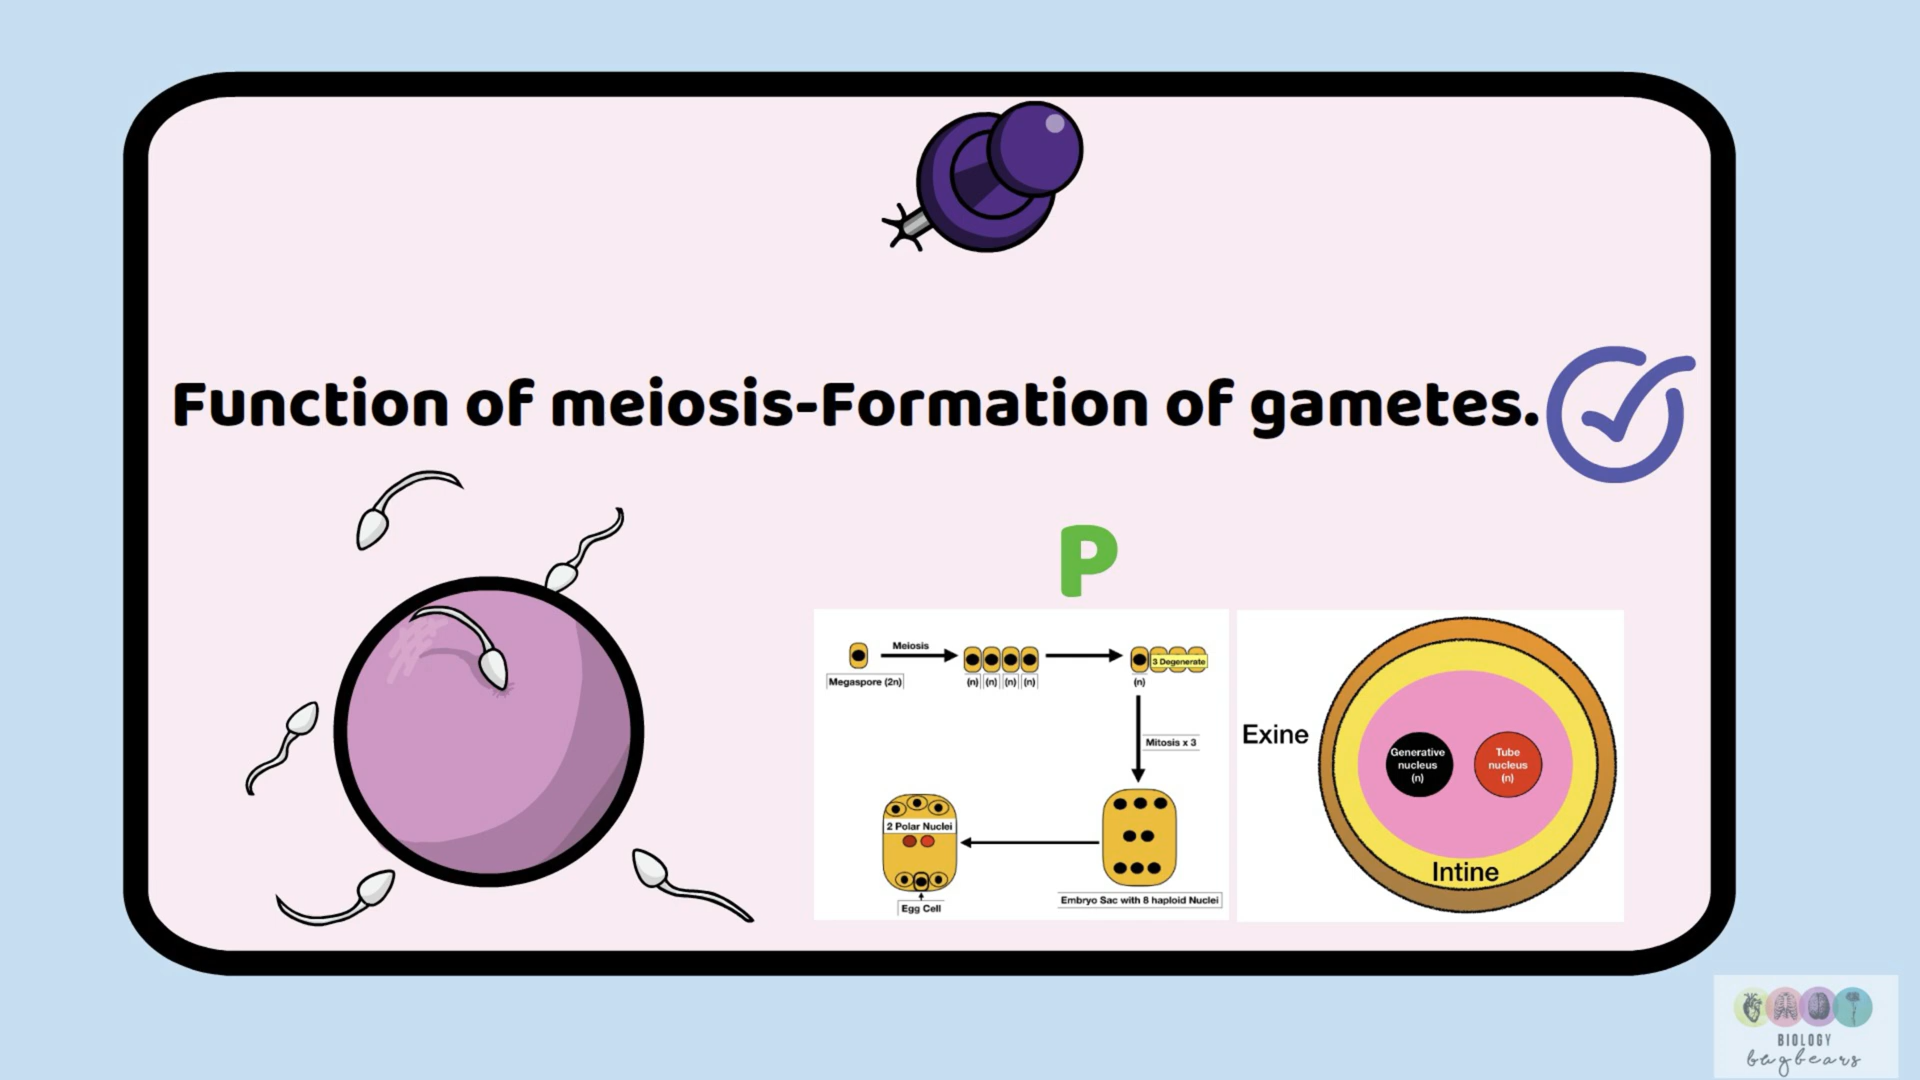 Function of meiosis-Formation of gametes.
P
Meiosis
Megaspore (2n)
(n) (n) (n) (n)
3 Degenerate
(n)
Mitosis x 3
2 Polar Nuclei
Egg Cell
Embryo Sac with 8 haploid Nuclei
Exine
Generative
nucleus
(n)
Tube
nucleus
(n)
Intine
BIOLOGY
bugbears